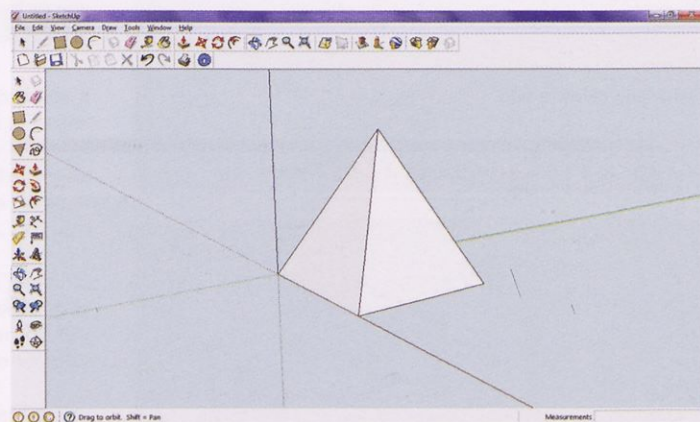 Untitled - SketchUp
File Edit View Camera Draw Tools Window Help
Drag to orbit. Shift = Pan
Measurements